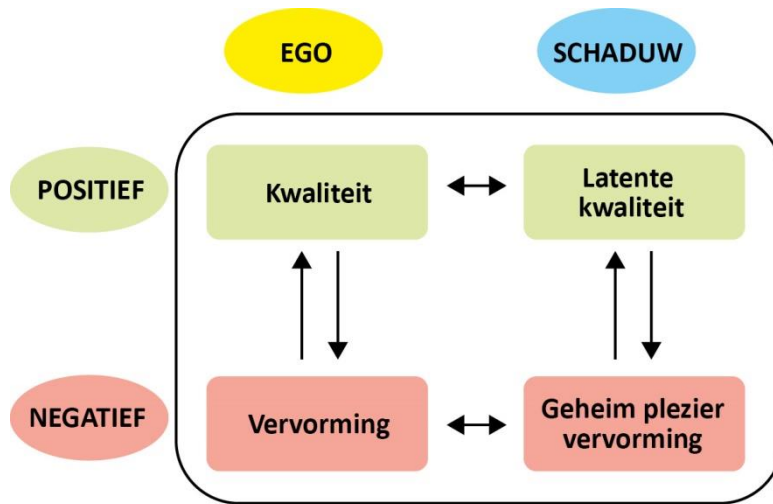 EGO
SCHADUW
POSITIEF
Kwaliteit
Latente
kwaliteit
NEGATIEF
Vervorming
Geheim plezier
vervorming